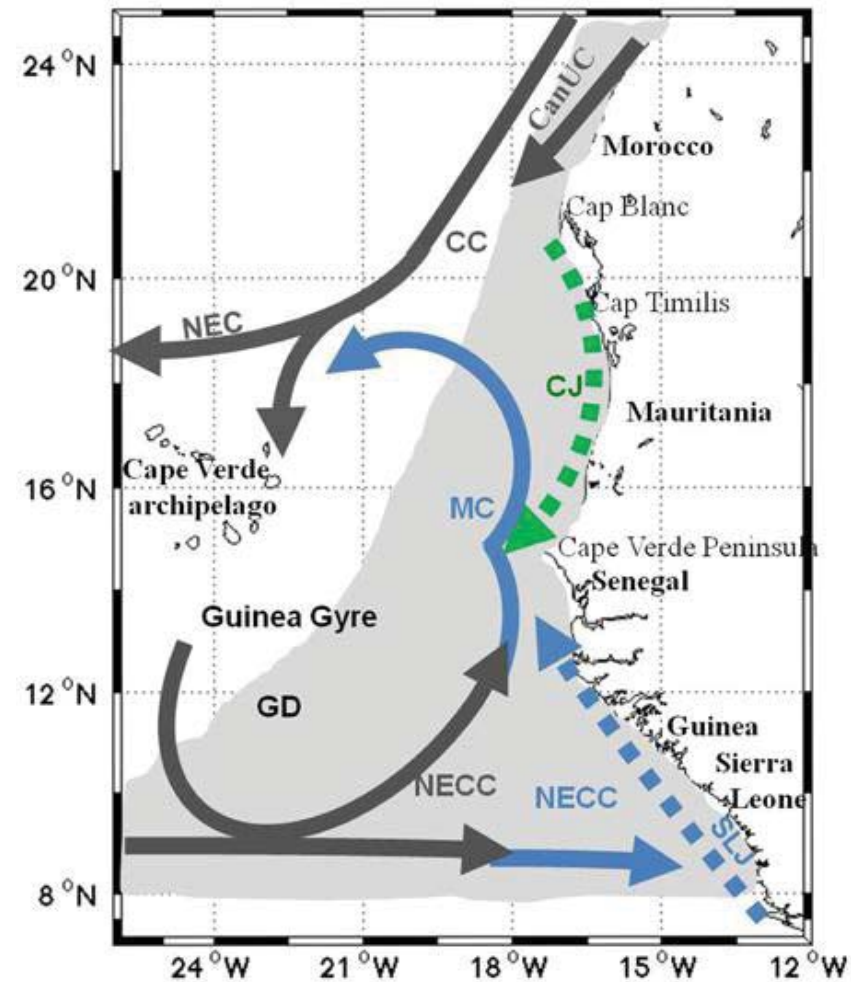 24 °N
CanUC
Morocco
Cap Blanc
CC
20 °N
Cap Timilis
NEC
CJ
Mauritania
Cape Verde
archipelago
16 °N
MC
Cape Verde Peninsula
Senegal
Guinea Gyre
12 °N
GD
Guinea
Sierra
Leone
NECC
NECC
SLJ
8 °N
24 °W
21 °W
18 °W
15 °W
12 °W